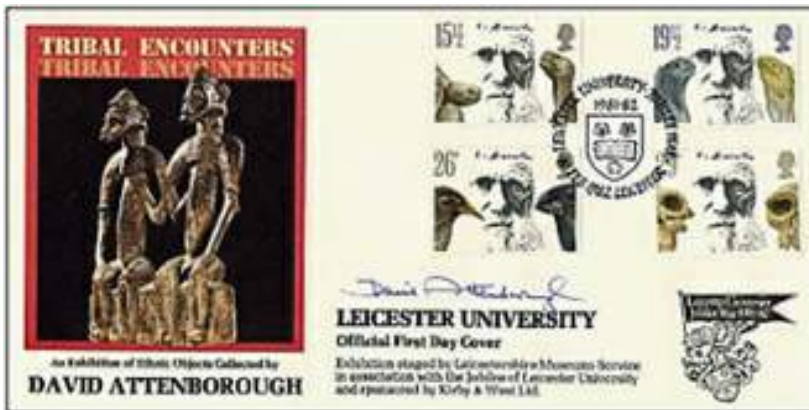 TRIBAL ENCOUNTERS
TRIBAL ENCOUNTERS
An Exhibition of Ethnic Objects Collected by
DAVID ATTENBOROUGH
15½
19½
26
David Attenborough
LEICESTER UNIVERSITY
Official First Day Cover
Exhibition staged by Leicestershire Museums Service
in association with the Jubilee of Leicester University
and sponsored by Kirby & West Ltd.